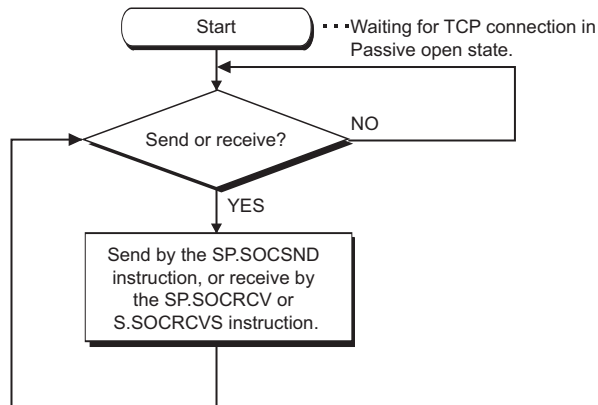 Start
･･･Waiting for TCP connection in
Passive open state.
Send or receive?
NO
YES
Send by the SP.SOCSND
instruction, or receive by
the SP.SOCRCV or
S.SOCRCVS instruction.